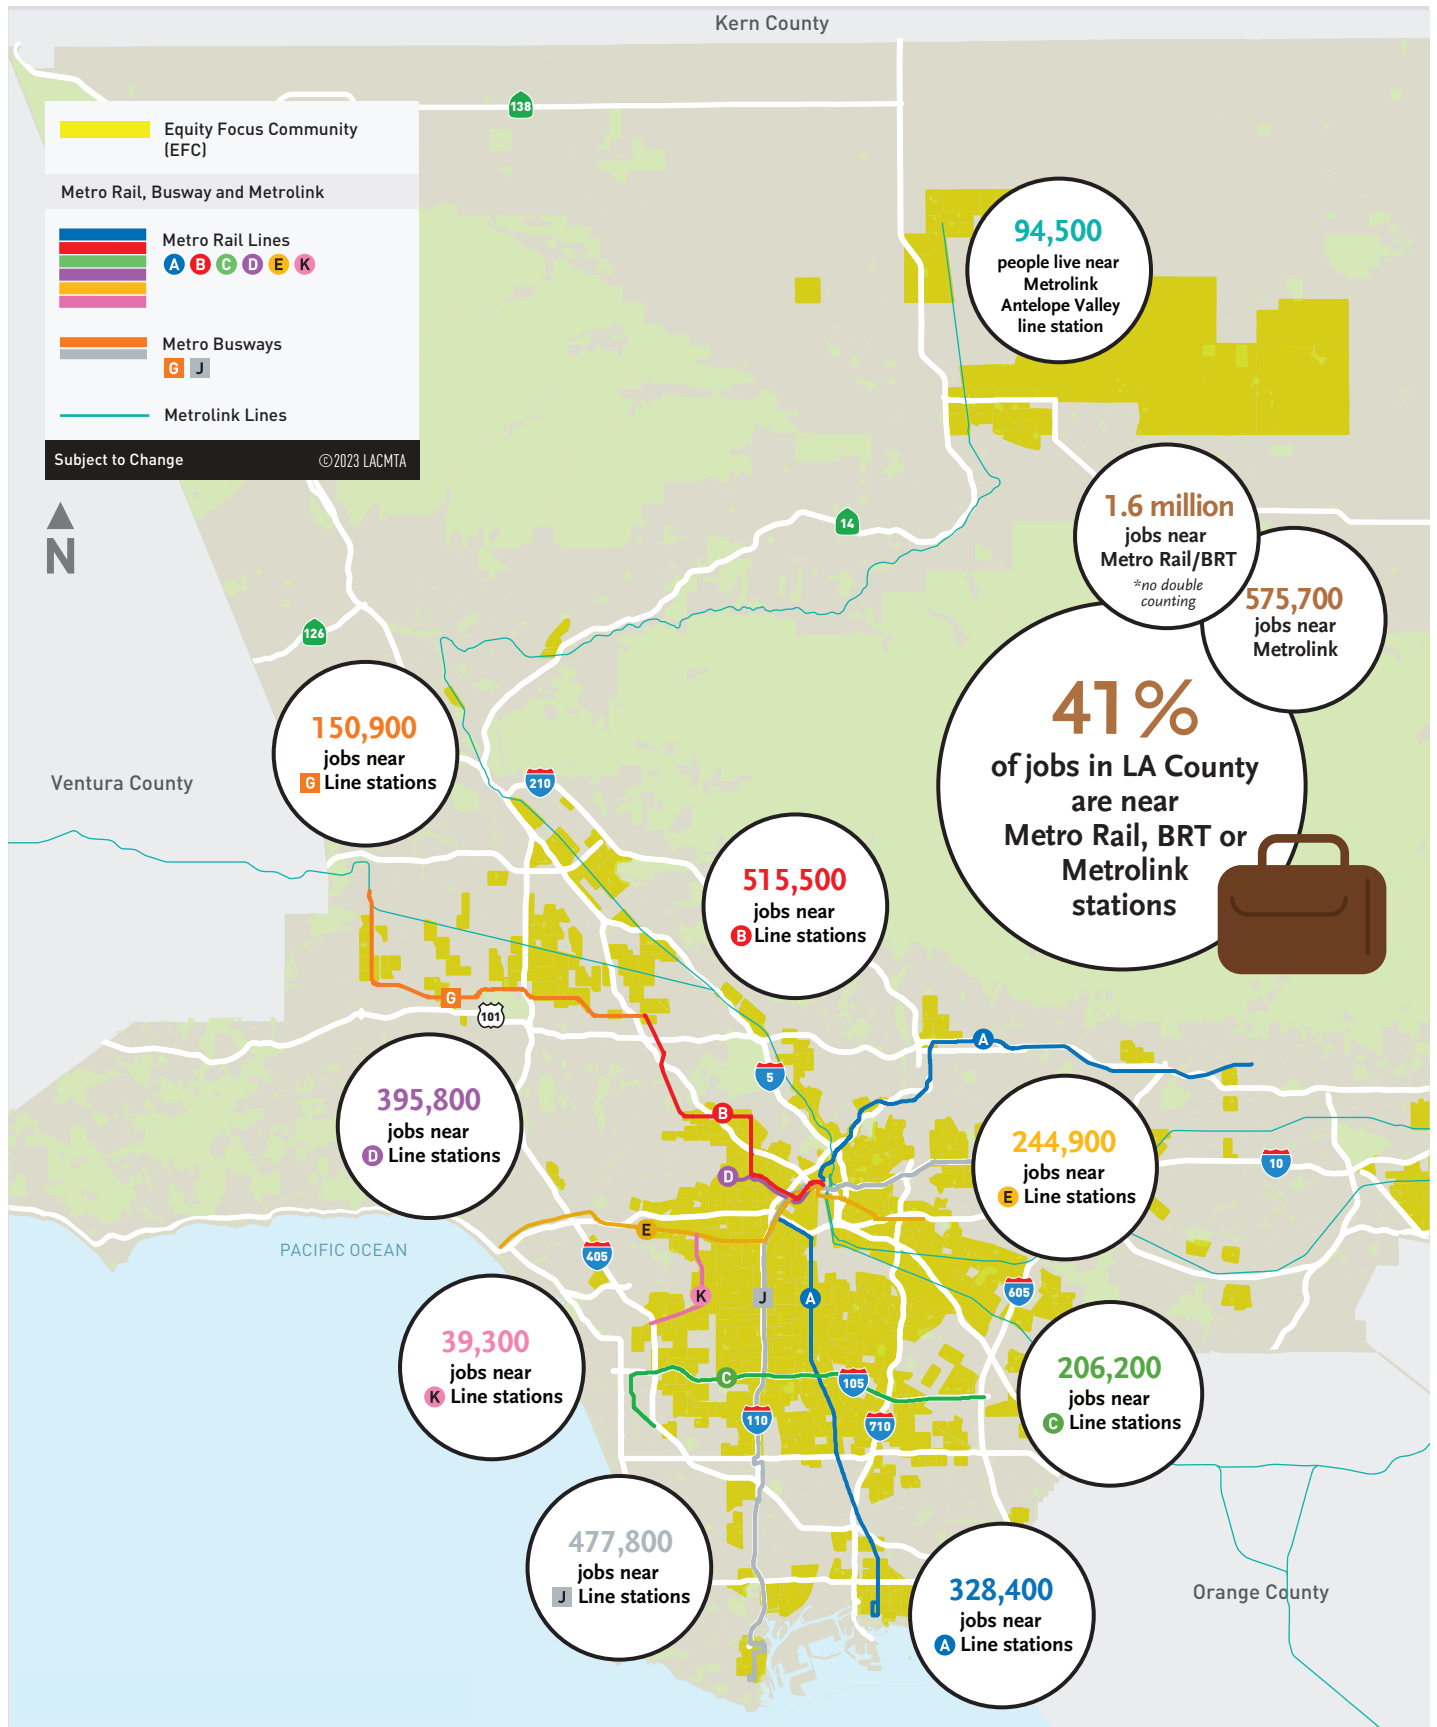 Kern County
138
Equity Focus Community
(EFC)
Metro Rail, Busway and Metrolink
Metro Rail Lines
A B C D E K
Metro Busways
G J
Metrolink Lines
Subject to Change
©2023 LACMTA
N
94,500
people live near
Metrolink
Antelope Valley
line station
1.6 million
jobs near
Metro Rail/BRT
*no double
counting
575,700
jobs near
Metrolink
14
126
41%
of jobs in LA County
are near
Metro Rail, BRT or
Metrolink
stations
150,900
jobs near
G Line stations
Ventura County
210
515,500
jobs near
B Line stations
G
101
A
5
395,800
jobs near
D Line stations
B
D
244,900
jobs near
E Line stations
10
E
PACIFIC OCEAN
405
K
J
A
605
39,300
jobs near
K Line stations
C
105
206,200
jobs near
C Line stations
110
710
477,800
jobs near
J Line stations
328,400
jobs near
A Line stations
Orange County